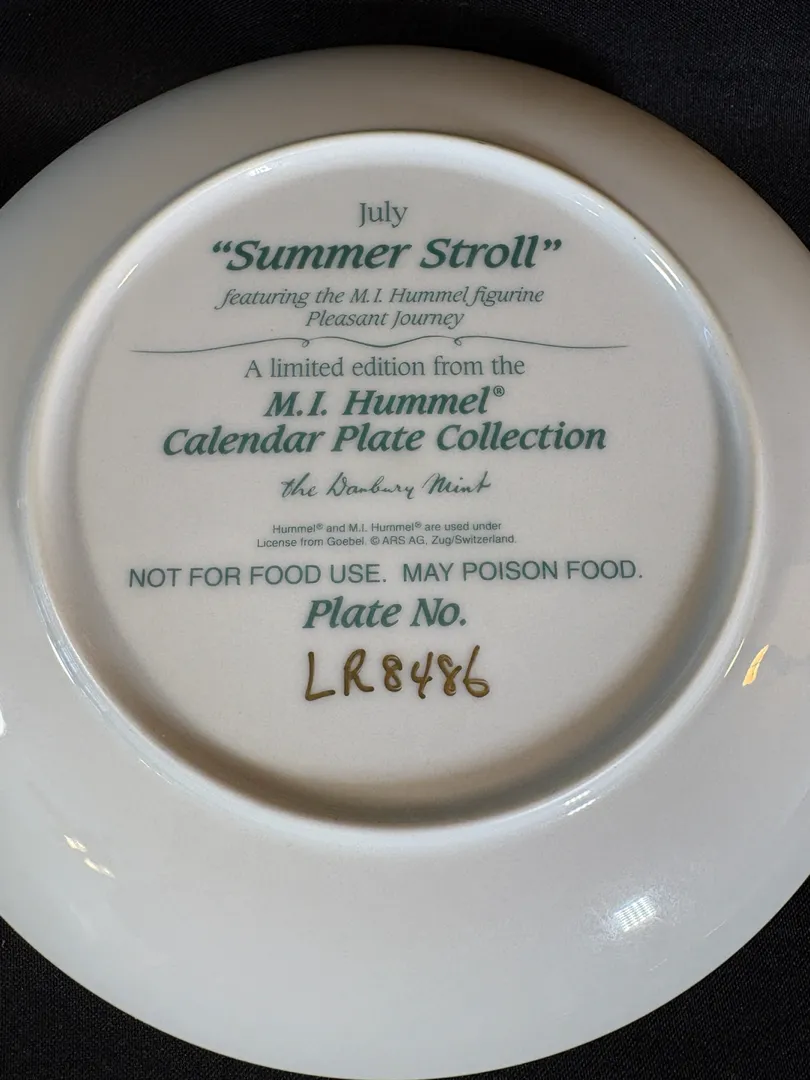 July
“Summer Stroll”
featuring the M.I. Hummel figurine
Pleasant Journey
A limited edition from the
M.I. Hummel®
Calendar Plate Collection
the Danbury Mint
Hummel® and M.I. Hummel® are used under
License from Goebel. © ARS AG, Zug/Switzerland.
NOT FOR FOOD USE. MAY POISON FOOD.
Plate No.
LR8486